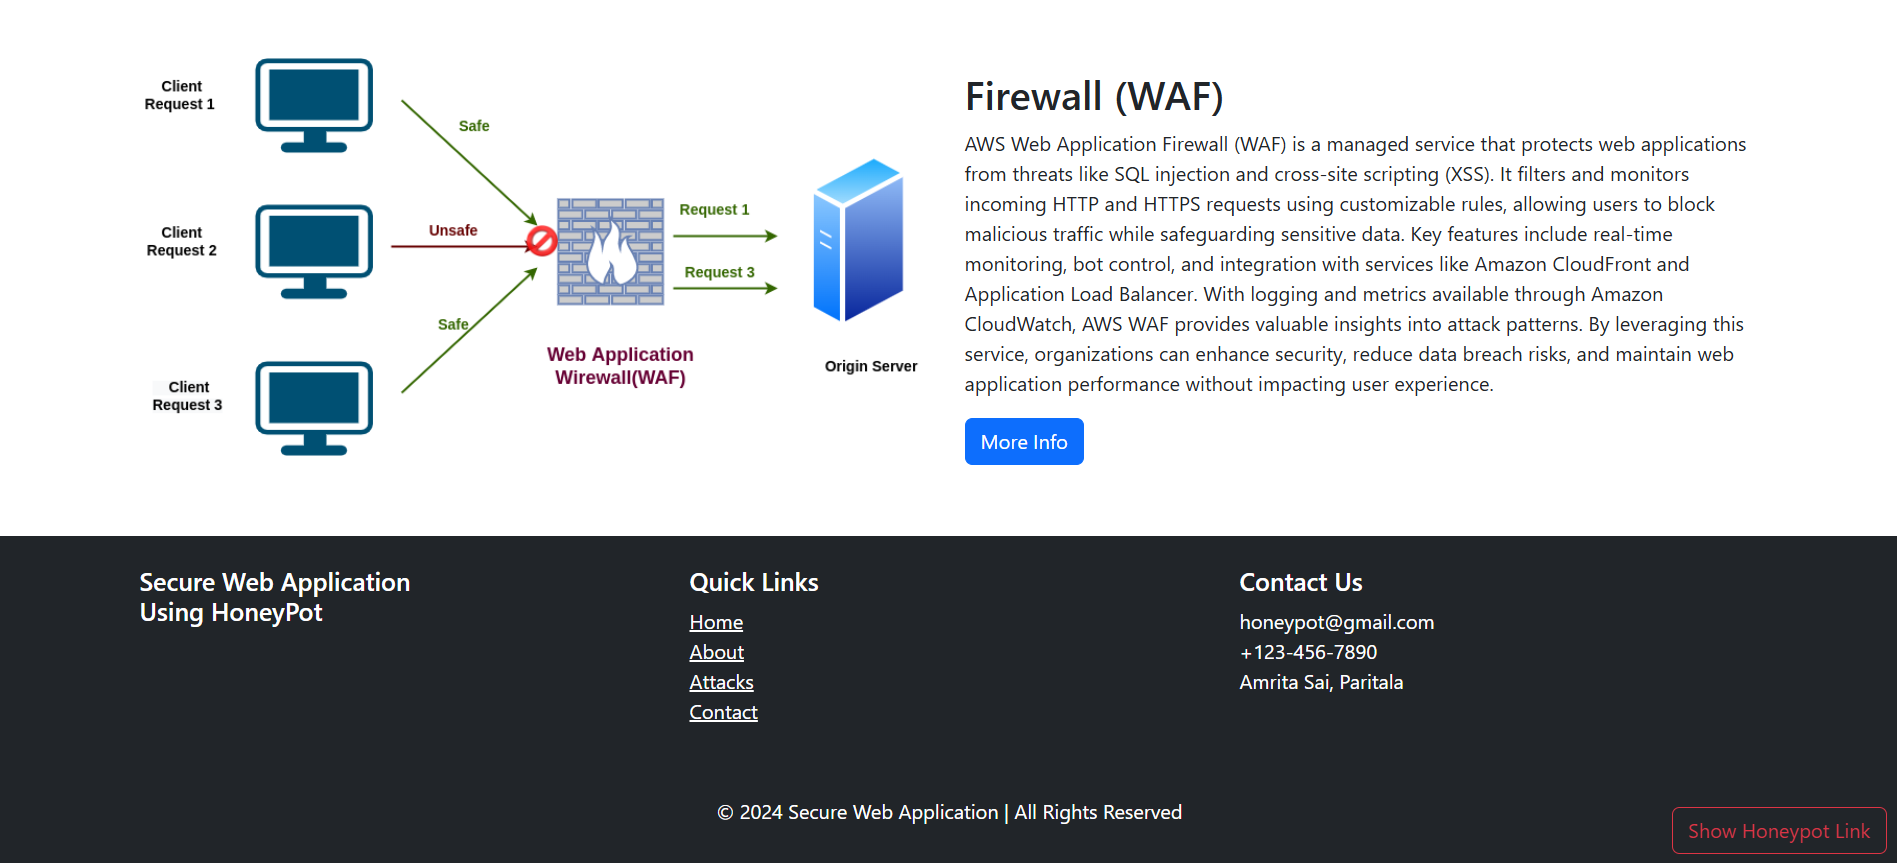 Client
Request 1
Safe
Client
Request 2
Unsafe
Safe
Client
Request 3
Web Application
Wirewall(WAF)
Request 1
Request 3
Origin Server
Firewall (WAF)
AWS Web Application Firewall (WAF) is a managed service that protects web applications
from threats like SQL injection and cross-site scripting (XSS). It filters and monitors
incoming HTTP and HTTPS requests using customizable rules, allowing users to block
malicious traffic while safeguarding sensitive data. Key features include real-time
monitoring, bot control, and integration with services like Amazon CloudFront and
Application Load Balancer. With logging and metrics available through Amazon
CloudWatch, AWS WAF provides valuable insights into attack patterns. By leveraging this
service, organizations can enhance security, reduce data breach risks, and maintain web
application performance without impacting user experience.
More Info
Secure Web Application
Using HoneyPot
Quick Links
Home
About
Attacks
Contact
Contact Us
honeypot@gmail.com
+123-456-7890
Amrita Sai, Paritala
© 2024 Secure Web Application | All Rights Reserved
Show Honeypot Link